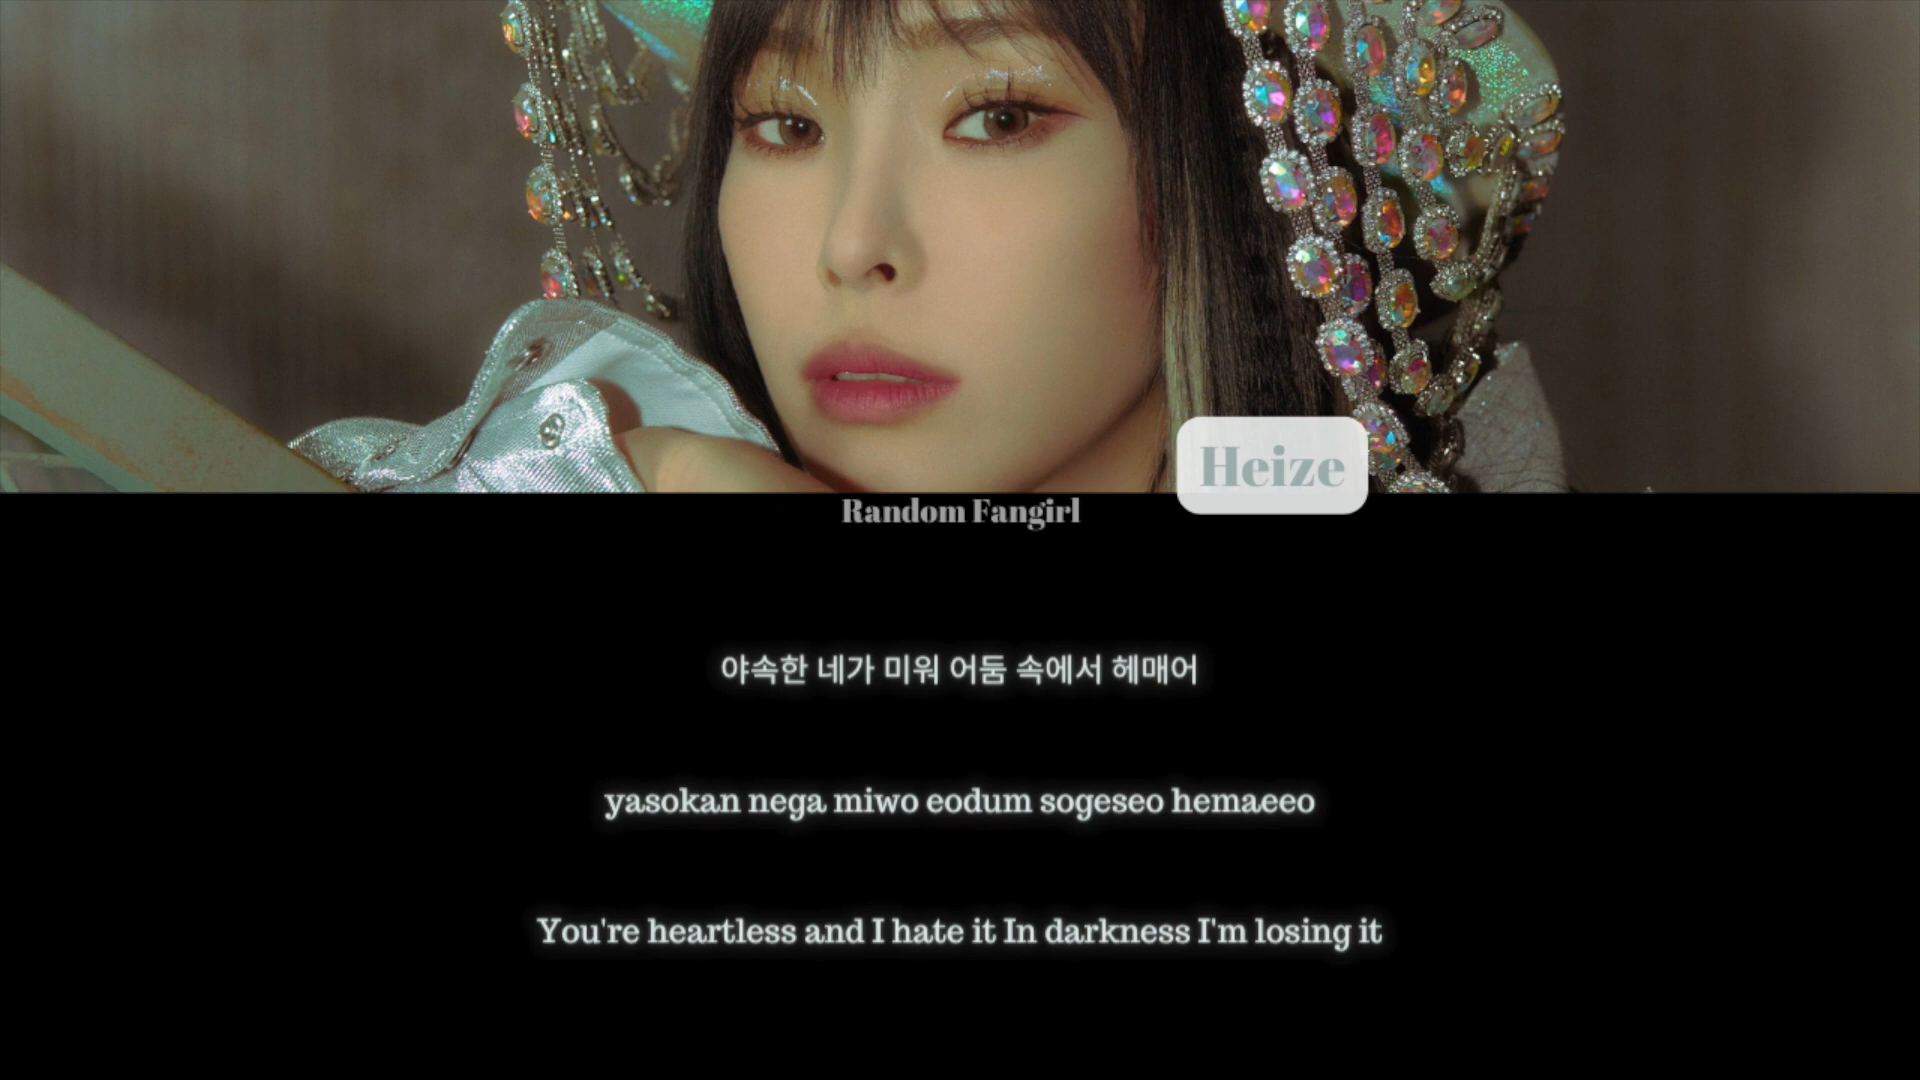 Heize
Random Fangirl
야속한 네가 미워 어둠 속에서 헤매어
yasokan nega miwo eodum sogeseo hemaeeo
You're heartless and I hate it In darkness I'm losing it